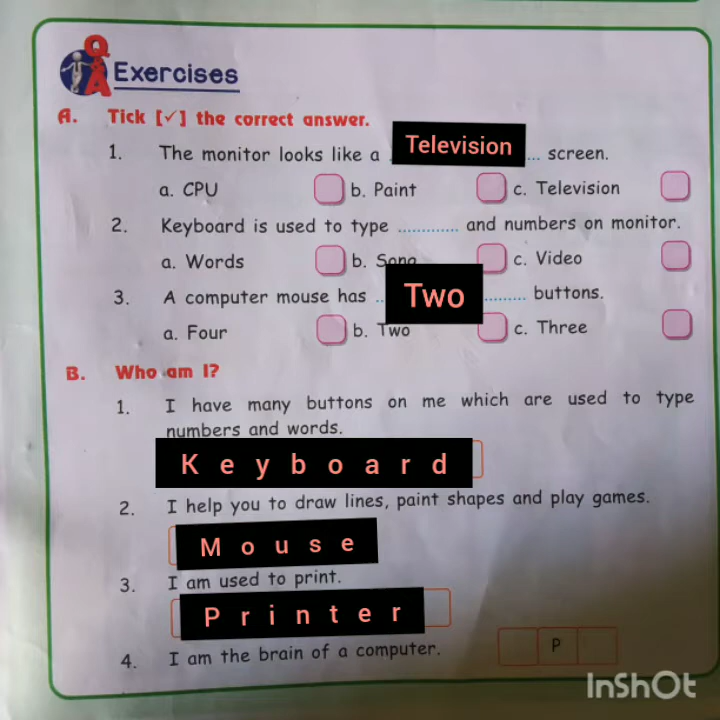 Q&A Exercises
A. Tick [✓] the correct answer.
1. The monitor looks like a Television ... screen.
a. CPU b. Paint c. Television
2. Keyboard is used to type ............. and numbers on monitor.
a. Words b. Song c. Video
3. A computer mouse has .. Two ......... buttons.
a. Four b. Two c. Three
B. Who am I?
1. I have many buttons on me which are used to type
numbers and words.
K e y b o a r d
2. I help you to draw lines, paint shapes and play games.
M o u s e
3. I am used to print.
P r i n t e r
4. I am the brain of a computer. P
InShOt